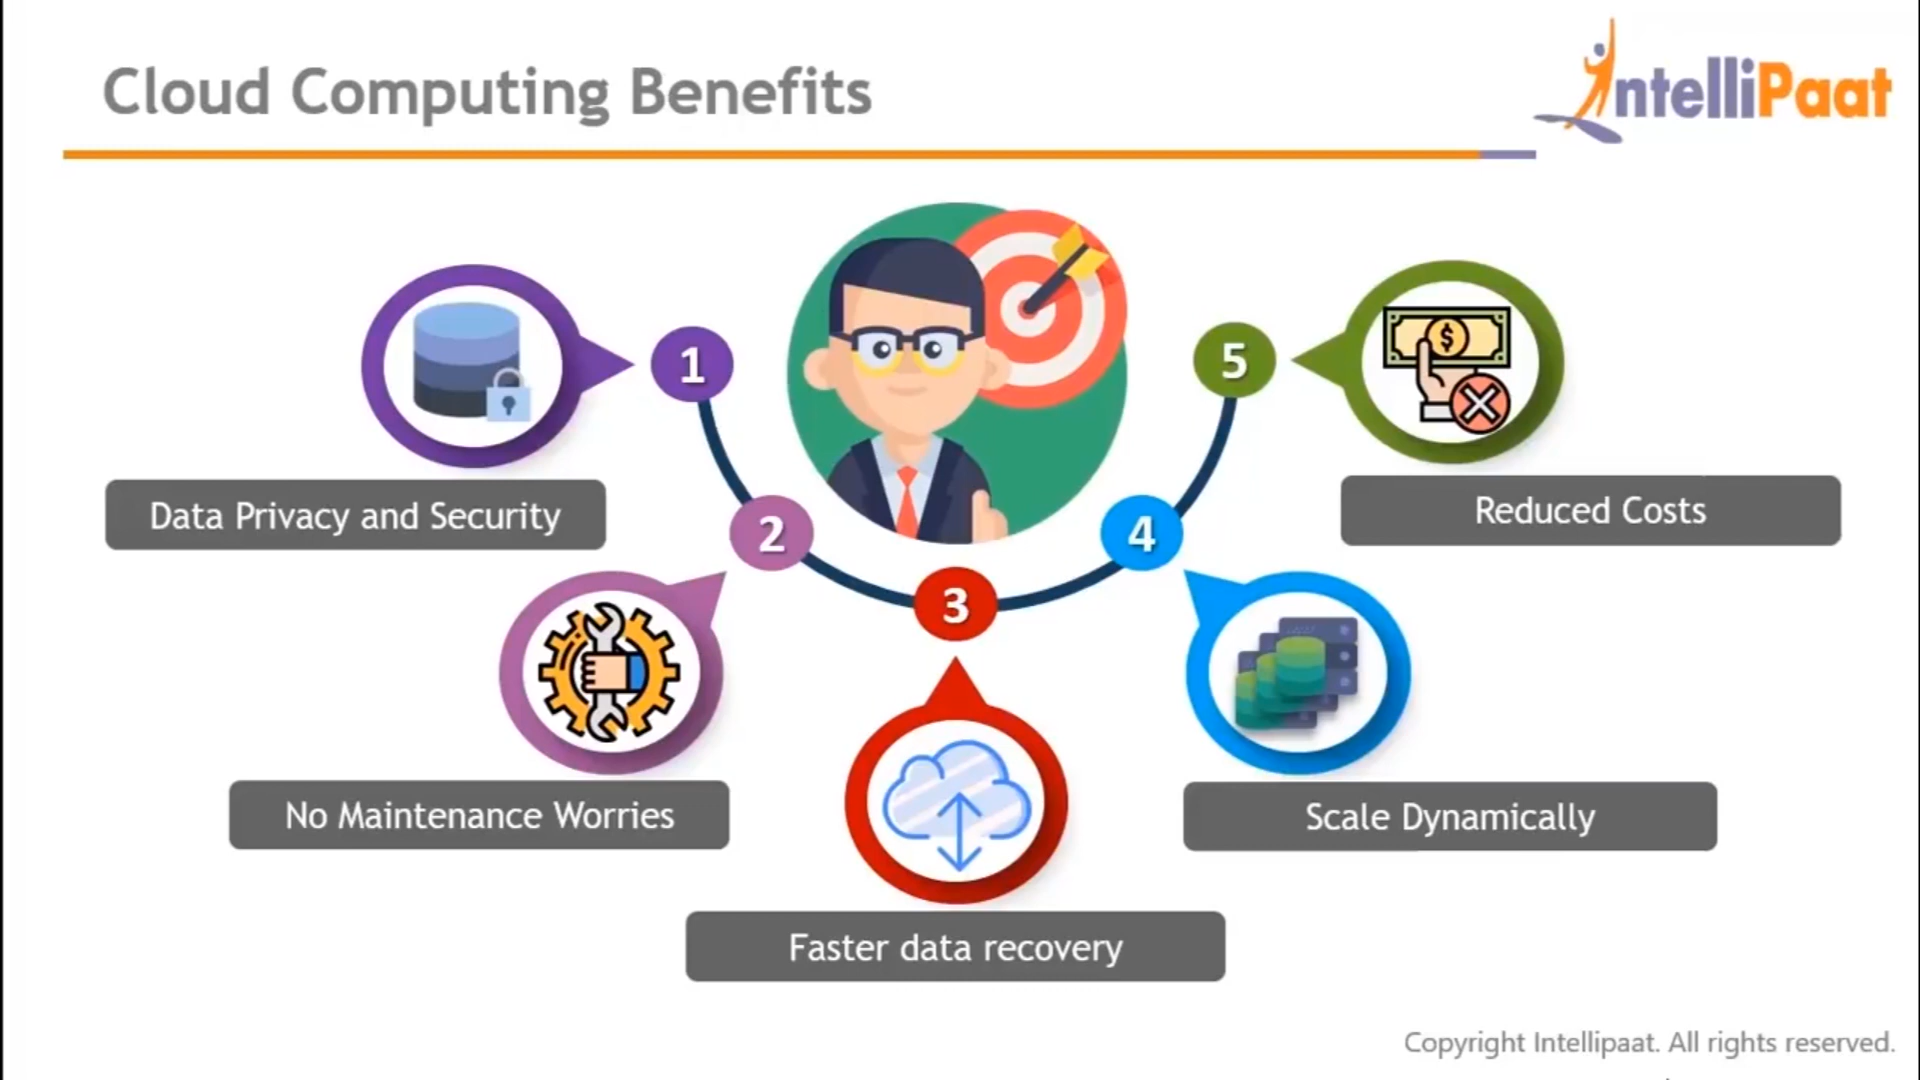 Cloud Computing Benefits
IntelliPaat
1
Data Privacy and Security
2
No Maintenance Worries
3
Faster data recovery
4
Scale Dynamically
5
$
Reduced Costs
Copyright Intellipaat. All rights reserved.